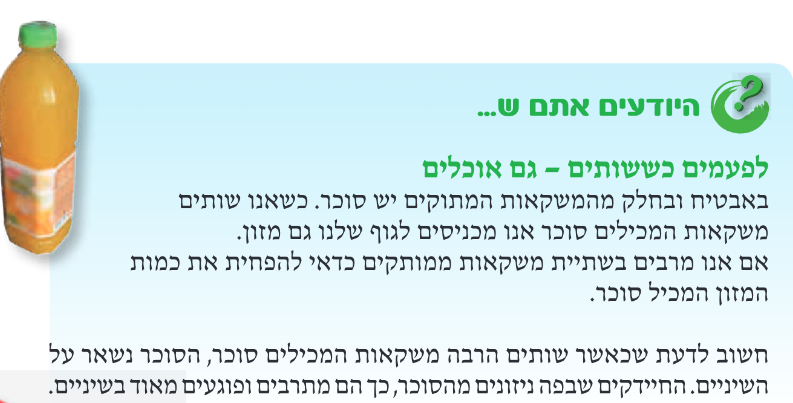 היודעים אתם ש...
לפעמים כששותים – גם אוכלים
באבטיח ובחלק מהמשקאות המתוקים יש סוכר. כשאנו שותים
משקאות המכילים סוכר אנו מכניסים לגוף שלנו גם מזון.
אם אנו מרבים בשתיית משקאות ממותקים כדאי להפחית את כמות
המזון המכיל סוכר.
חשוב לדעת שכאשר שותים הרבה משקאות המכילים סוכר, הסוכר נשאר על
השיניים. החיידקים שבפה ניזונים מהסוכר, כך הם מתרבים ופוגעים מאוד בשיניים.